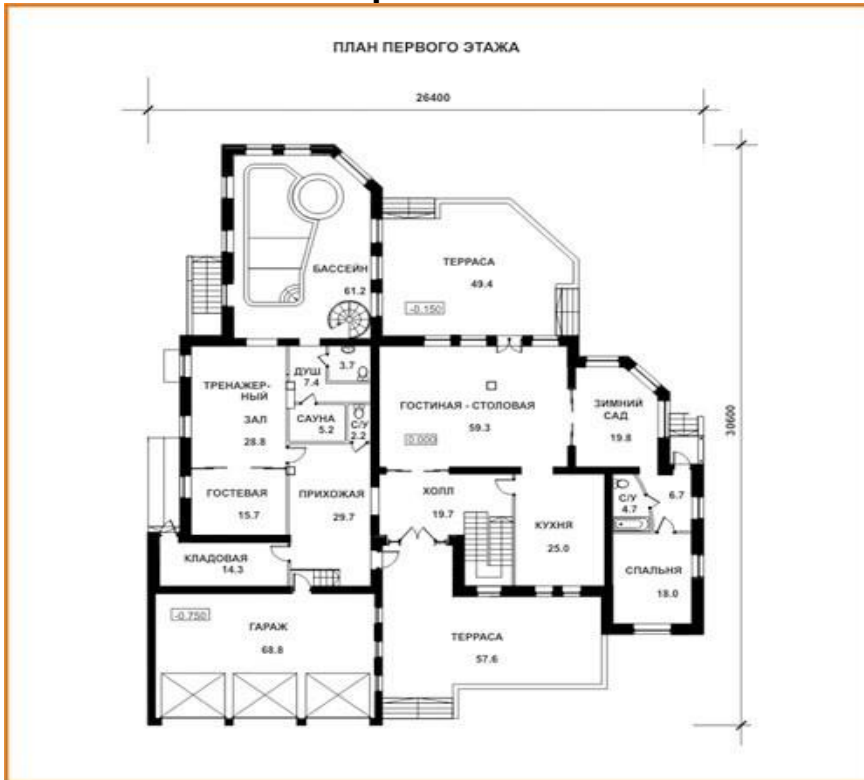 ПЛАН ПЕРВОГО ЭТАЖА
26400
БАССЕЙН
61.2
ТЕРРАСА
49.4
-0.150
30600
ТРЕНАЖЕР-
НЫЙ
ЗАЛ
28.8
ДУШ
7.4
3.7
САУНА
5.2
С/У
2.2
ГОСТИНАЯ - СТОЛОВАЯ
59.3
0.000
ЗИМНИЙ
САД
19.8
ГОСТЕВАЯ
15.7
ПРИХОЖАЯ
29.7
ХОЛЛ
19.7
КУХНЯ
25.0
С/У
4.7
6.7
КЛАДОВАЯ
14.3
СПАЛЬНЯ
18.0
-0.750
ГАРАЖ
68.8
ТЕРРАСА
57.6